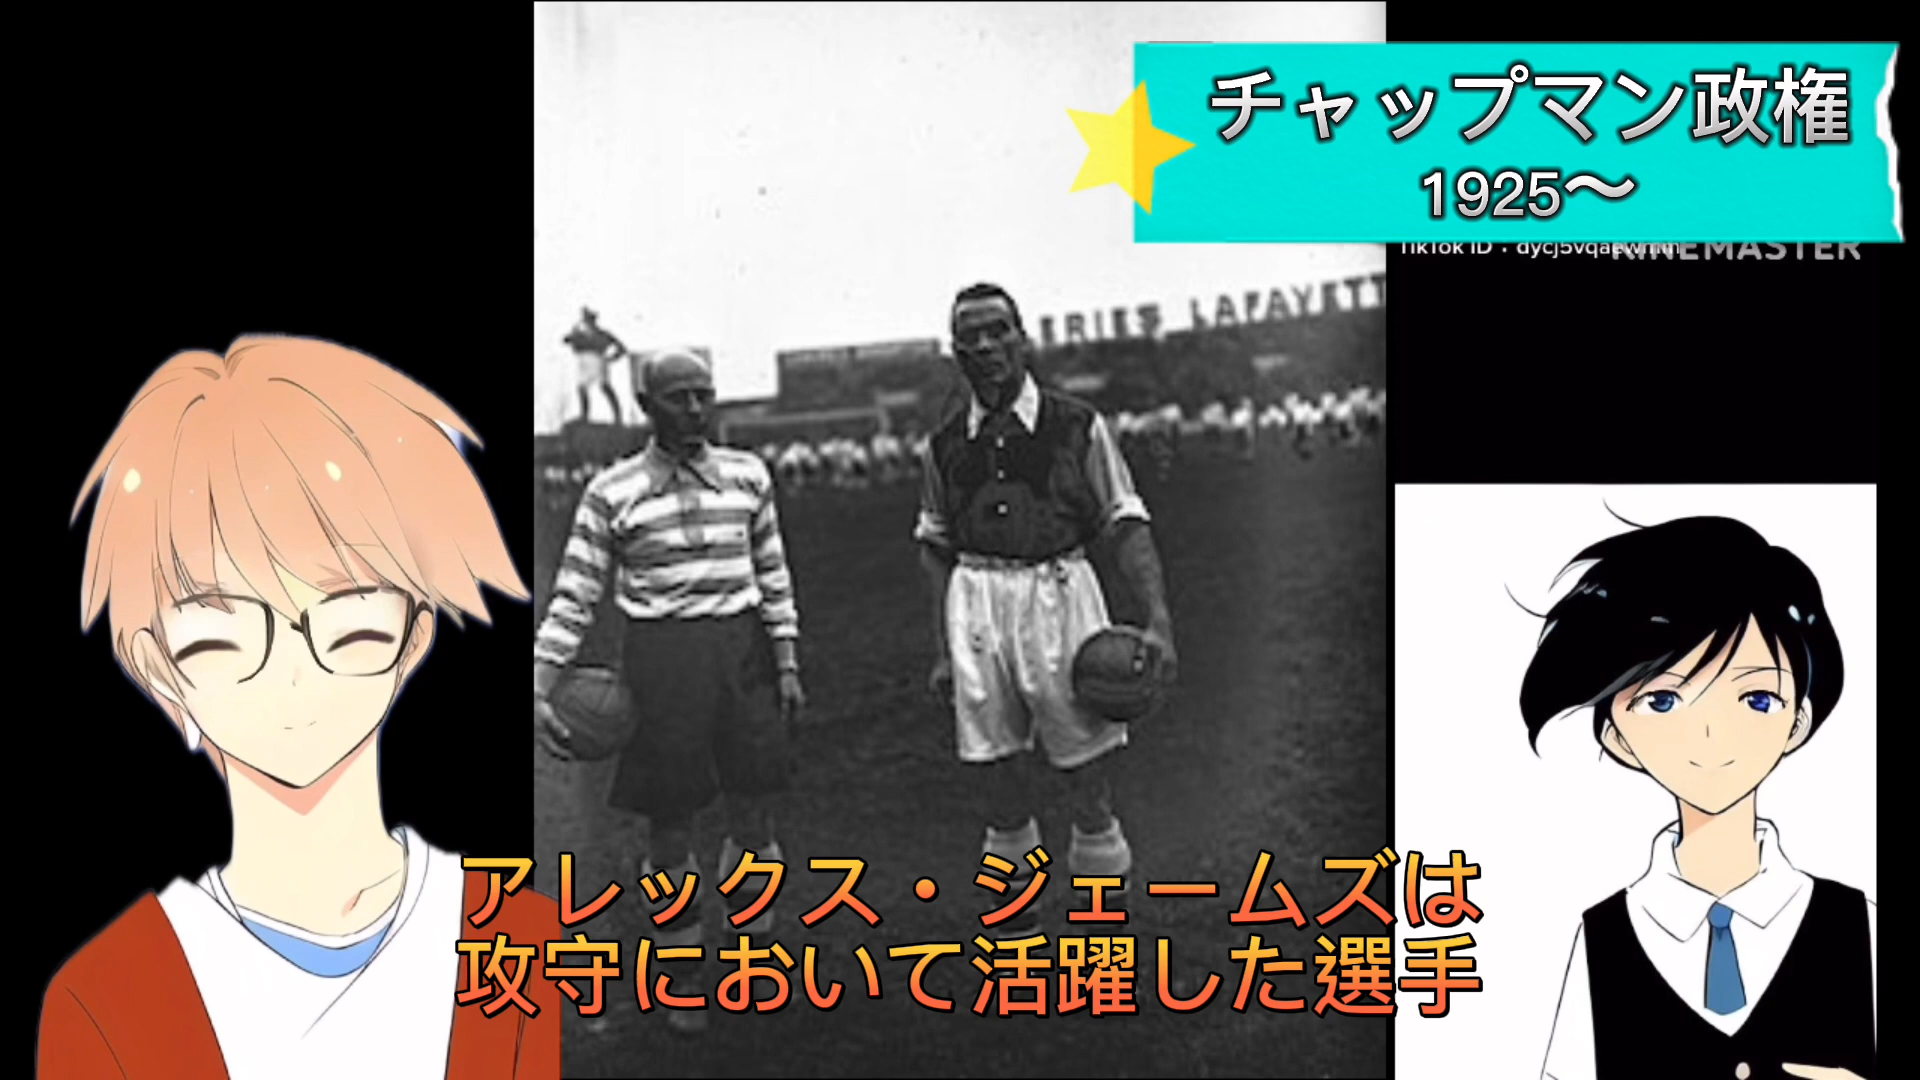 チャップマン政権
1925〜
TikTok ID：dycj5vqaewmm
KINEMASTER
ERIES LAFAYETT
アレックス・ジェームズは
攻守において活躍した選手